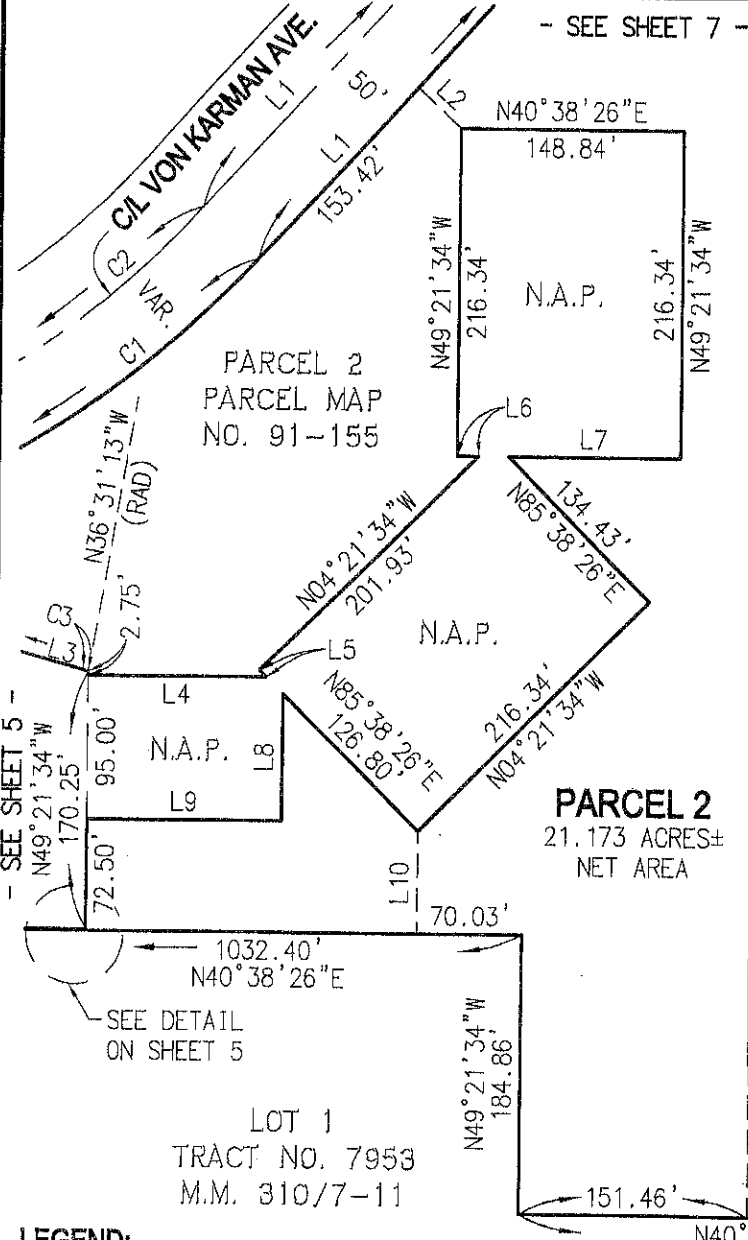 - SEE SHEET 7 -
C/L VON KARMAN AVE.
L1
50'
L2
N40°38'26"E
148.84'
L1
153.42'
C2
VAR.
C1
N49°21'34"W
216.34'
N.A.P.
216.34'
N49°21'34"W
PARCEL 2
PARCEL MAP
NO. 91-155
L6
L7
N36°31'13"W
(RAD)
134.43'
N85°38'26"E
N04°21'34"W
201.93'
C3
2.75'
L3
N.A.P.
L5
L4
N85°38'26"E
126.80'
216.34'
N04°21'34"W
- SEE SHEET 5 -
N49°21'34"W
170.25'
95.00'
N.A.P.
L8
L9
PARCEL 2
21.173 ACRES±
NET AREA
72.50'
L10
70.03'
1032.40'
N40°38'26"E
SEE DETAIL
ON SHEET 5
N49°21'34"W
184.86'
LOT 1
TRACT NO. 7953
M.M. 310/7-11
151.46'
N40°
LEGEND: